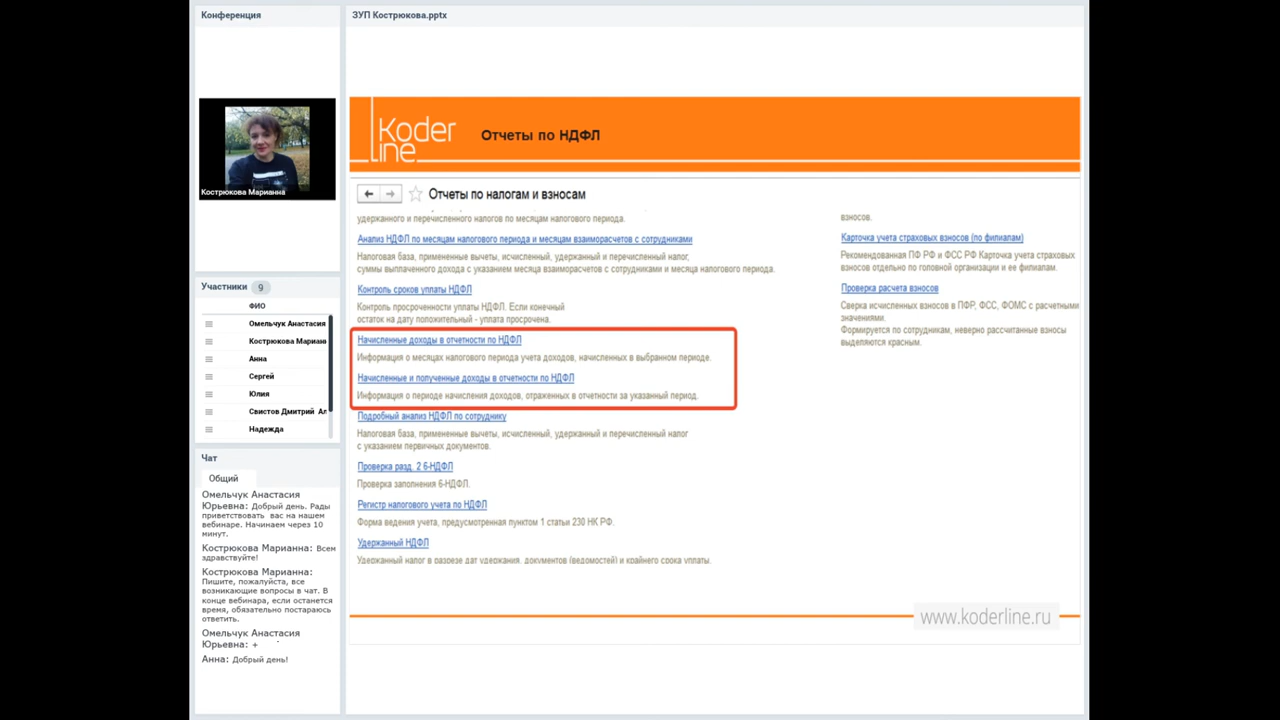 Конференция
Кострюкова Марианна
Участники 9
ФИО
Омельчук Анастасия
Кострюкова Мариан
Анна
Сергей
Юлия
Свистов Дмитрий Ал
Надежда
Чат
Общий
Омельчук Анастасия
Юрьевна: Добрый день. Рады
приветствовать вас на нашем
вебинаре. Начинаем через 10
минут.
Кострюкова Марианна: Всем
здравствуйте!
Кострюкова Марианна:
Пишите, пожалуйста, все
возникающие вопросы в чат. В
конце вебинара, если останется
время, обязательно постараюсь
ответить.
Омельчук Анастасия
Юрьевна: +
Анна: Добрый день!
ЗУП Кострюкова.pptx
Koder
line
Отчеты по НДФЛ
Отчеты по налогам и взносам
удержанного и перечисленного налогов по месяцам налогового периода.
Анализ НДФЛ по месяцам налогового периода и месяцам взаиморасчетов с сотрудниками
Налоговая база, примененные вычеты, исчисленный, удержанный и перечисленный налог,
суммы выплаченного дохода с указанием месяца взаиморасчетов с сотрудниками и месяца налогового периода.
Контроль сроков уплаты НДФЛ
Контроль просроченности уплаты НДФЛ. Если конечный
остаток на дату положительный - уплата просрочена.
Начисленные доходы в отчетности по НДФЛ
Информация о месяцах налогового периода учета доходов, начисленных в выбранном периоде.
Начисленные и полученные доходы в отчетности по НДФЛ
Информация о периоде начисления доходов, отраженных в отчетности за указанный период.
Подробный анализ НДФЛ по сотруднику
Налоговая база, примененные вычеты, исчисленный, удержанный и перечисленный налог
с указанием первичных документов.
Проверка разд. 2 6-НДФЛ
Проверка заполнения 6-НДФЛ.
Регистр налогового учета по НДФЛ
Форма ведения учета, предусмотренная пунктом 1 статьи 230 НК РФ.
Удержанный НДФЛ
Удержанный налог в разрезе дат удержания, документов (ведомостей) и крайнего срока уплаты.
взносов.
Карточка учета страховых взносов (по филиалам)
Рекомендованная ПФ РФ и ФСС РФ Карточка учета страховых
взносов отдельно по головной организации и ее филиалам.
Проверка расчета взносов
Сверка исчисленных взносов в ПФР, ФСС, ФОМС с расчетными
значениями.
Формируется по сотрудникам, неверно рассчитанные взносы
выделяются красным.
www.koderline.ru